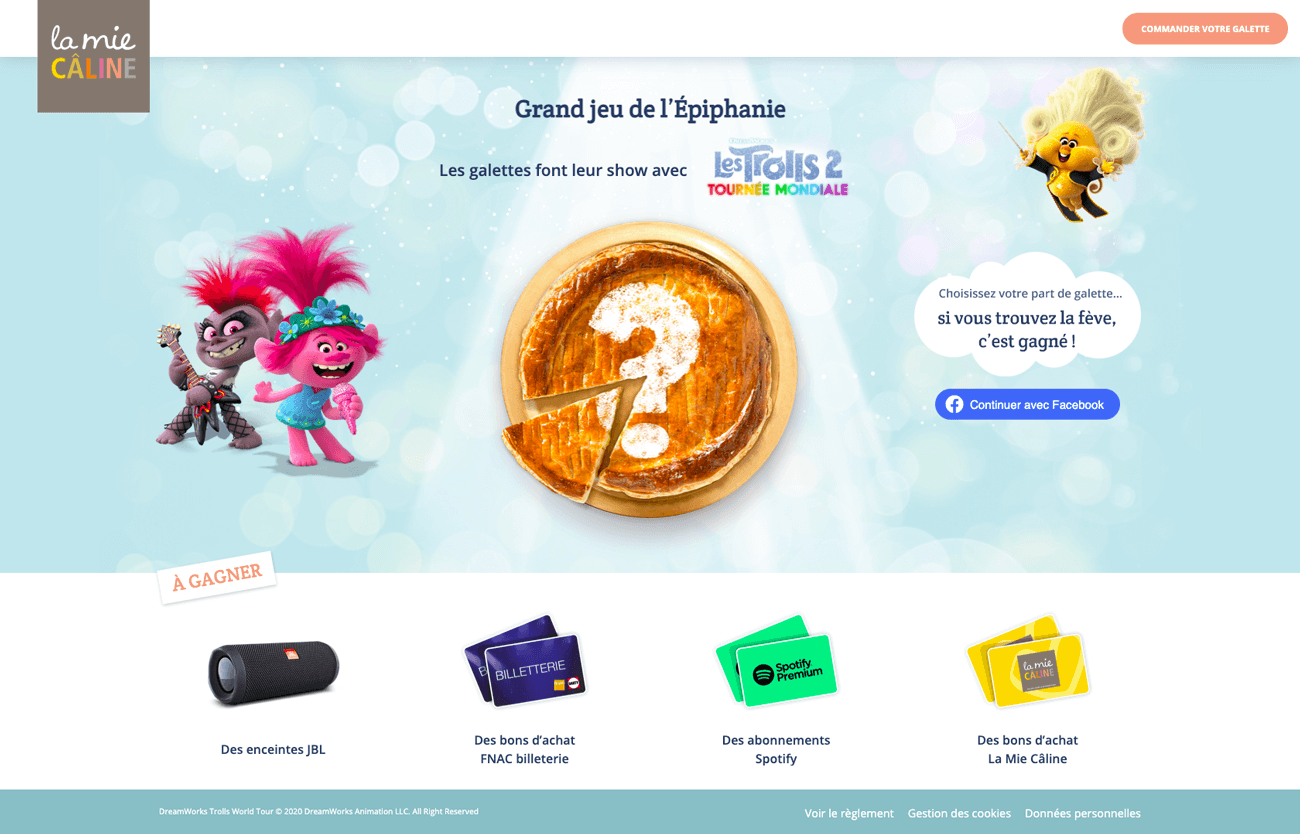 la mie
CÂLINE
COMMANDER VOTRE GALETTE
Grand jeu de l'Épiphanie
Les galettes font leur show avec
LES TROLLS 2
TOURNÉE MONDIALE
Choisissez votre part de galette...
si vous trouvez la fève,
c'est gagné !
Continuer avec Facebook
À GAGNER
BILLETTERIE
Spotify
Premium
la mie
CÂLINE
Des enceintes JBL
Des bons d'achat
FNAC billeterie
Des abonnements
Spotify
Des bons d'achat
La Mie Câline
DreamWorks Trolls World Tour © 2020 DreamWorks Animation LLC. All Right Reserved
Voir le règlement
Gestion des cookies
Données personnelles